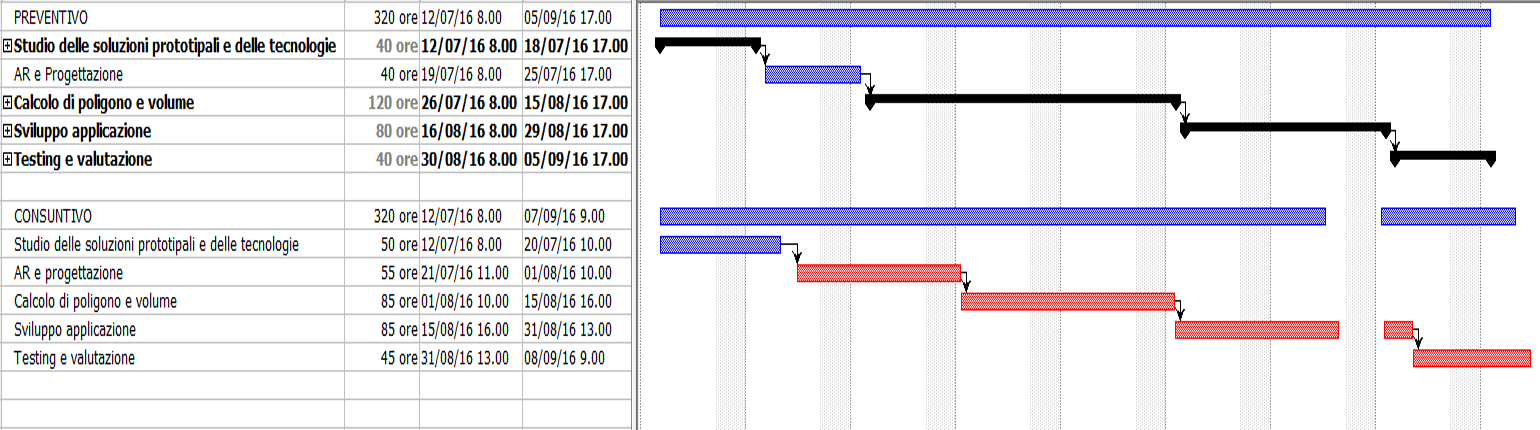 PREVENTIVO 320 ore 12/07/16 8.00 05/09/16 17.00
Studio delle soluzioni prototipali e delle tecnologie 40 ore 12/07/16 8.00 18/07/16 17.00
AR e Progettazione 40 ore 19/07/16 8.00 25/07/16 17.00
Calcolo di poligono e volume 120 ore 26/07/16 8.00 15/08/16 17.00
Sviluppo applicazione 80 ore 16/08/16 8.00 29/08/16 17.00
Testing e valutazione 40 ore 30/08/16 8.00 05/09/16 17.00
CONSUNTIVO 320 ore 12/07/16 8.00 07/09/16 9.00
Studio delle soluzioni prototipali e delle tecnologie 50 ore 12/07/16 8.00 20/07/16 10.00
AR e progettazione 55 ore 21/07/16 11.00 01/08/16 10.00
Calcolo di poligono e volume 85 ore 01/08/16 10.00 15/08/16 16.00
Sviluppo applicazione 85 ore 15/08/16 16.00 31/08/16 13.00
Testing e valutazione 45 ore 31/08/16 13.00 08/09/16 9.00